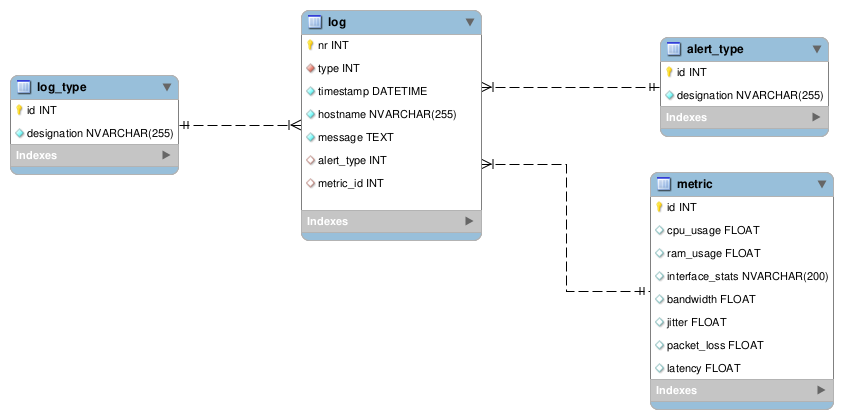 log_type
id INT
designation NVARCHAR(255)
Indexes
log
nr INT
type INT
timestamp DATETIME
hostname NVARCHAR(255)
message TEXT
alert_type INT
metric_id INT
Indexes
alert_type
id INT
designation NVARCHAR(255)
Indexes
metric
id INT
cpu_usage FLOAT
ram_usage FLOAT
interface_stats NVARCHAR(200)
bandwidth FLOAT
jitter FLOAT
packet_loss FLOAT
latency FLOAT
Indexes